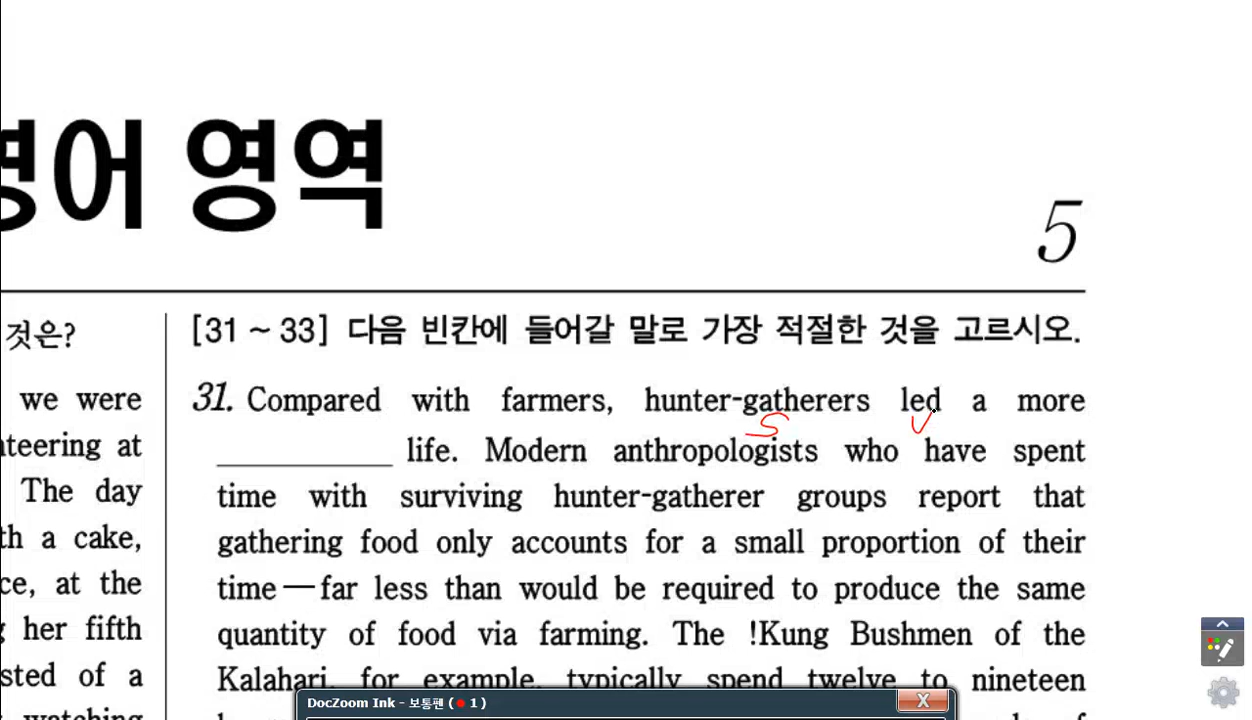 영어 영역
5
것은?
we were
nteering at
The day
th a cake,
ce, at the
her fifth
sted of a
watching
[31 ~ 33] 다음 빈칸에 들어갈 말로 가장 적절한 것을 고르시오.
31. Compared with farmers, hunter-gatherers led a more
S V
____________ life. Modern anthropologists who have spent
time with surviving hunter-gatherer groups report that
gathering food only accounts for a small proportion of their
time — far less than would be required to produce the same
quantity of food via farming. The !Kung Bushmen of the
Kalahari, for example, typically spend twelve to nineteen
DocZoom Ink - 보통펜 ( 1 )